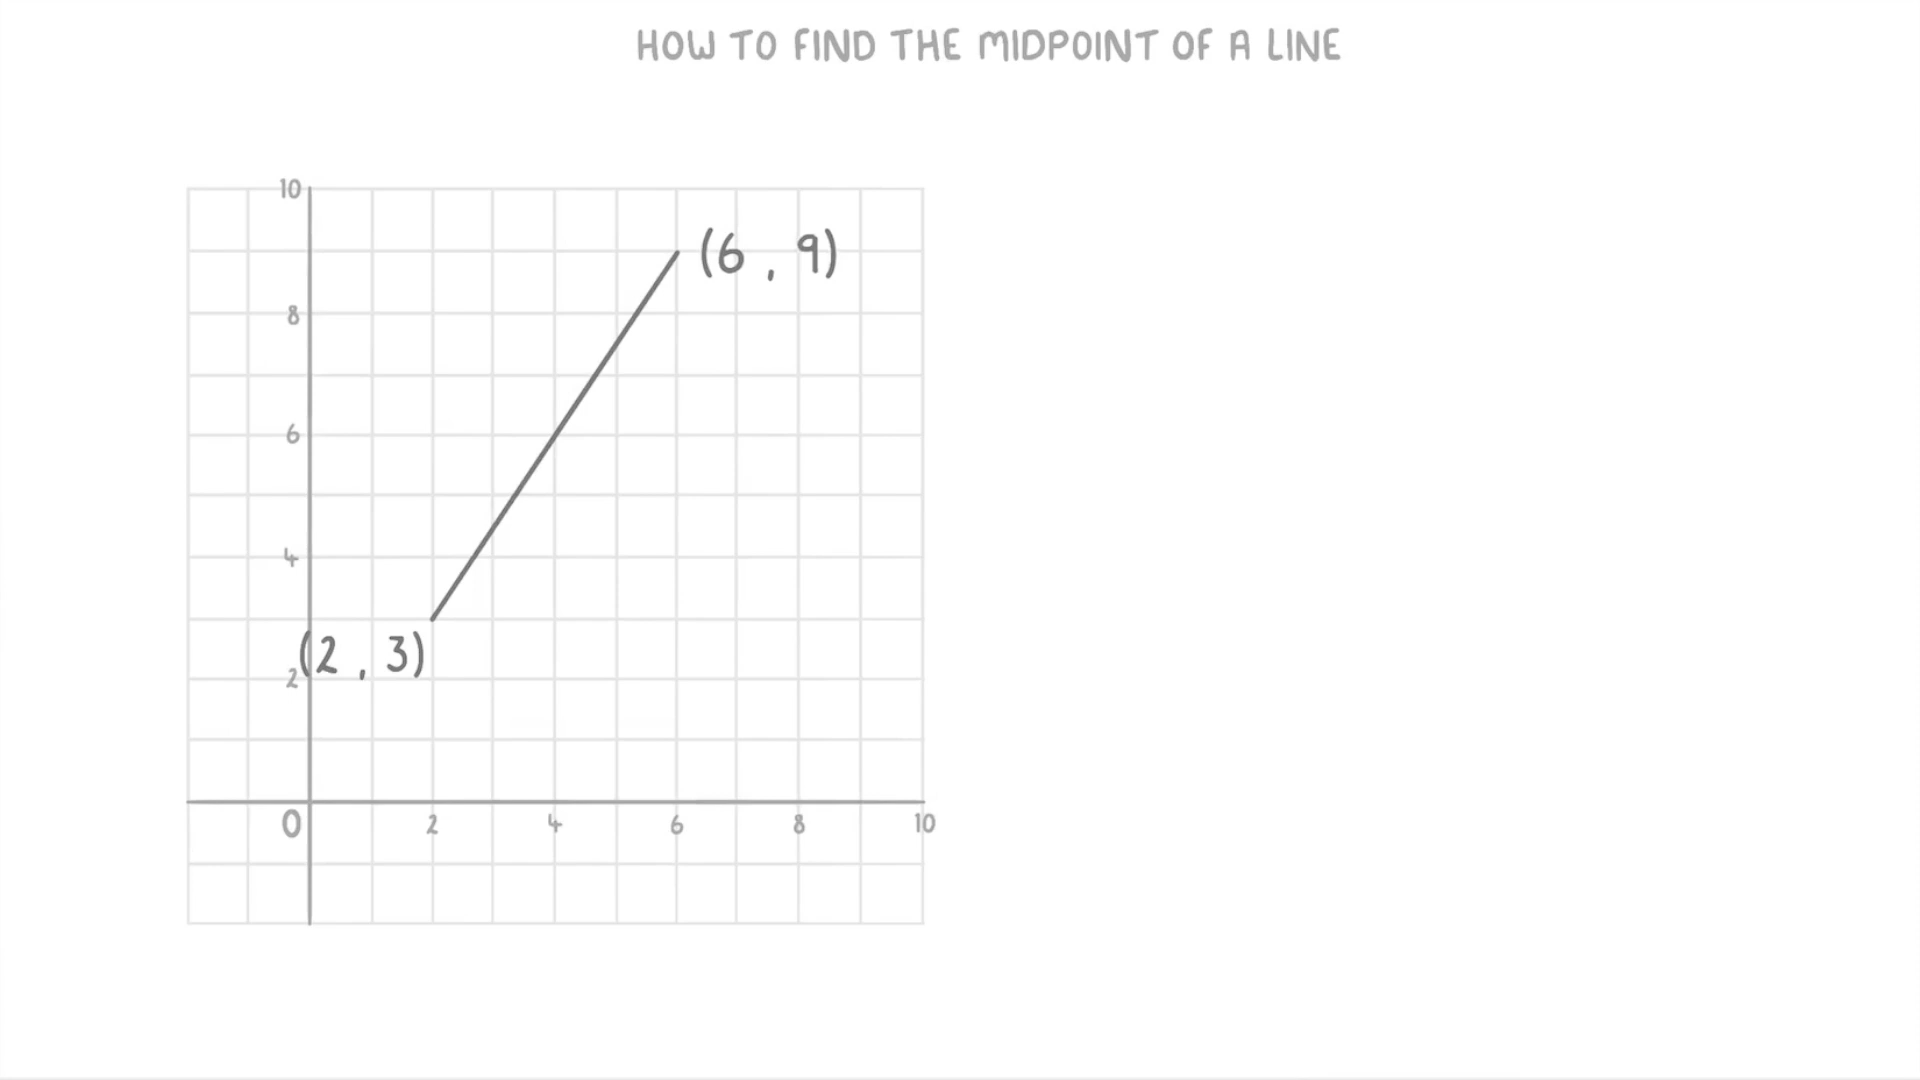 HOW TO FIND THE MIDPOINT OF A LINE
10
(6 , 9)
8
6
4
(2 , 3)
2
0 2 4 6 8 10